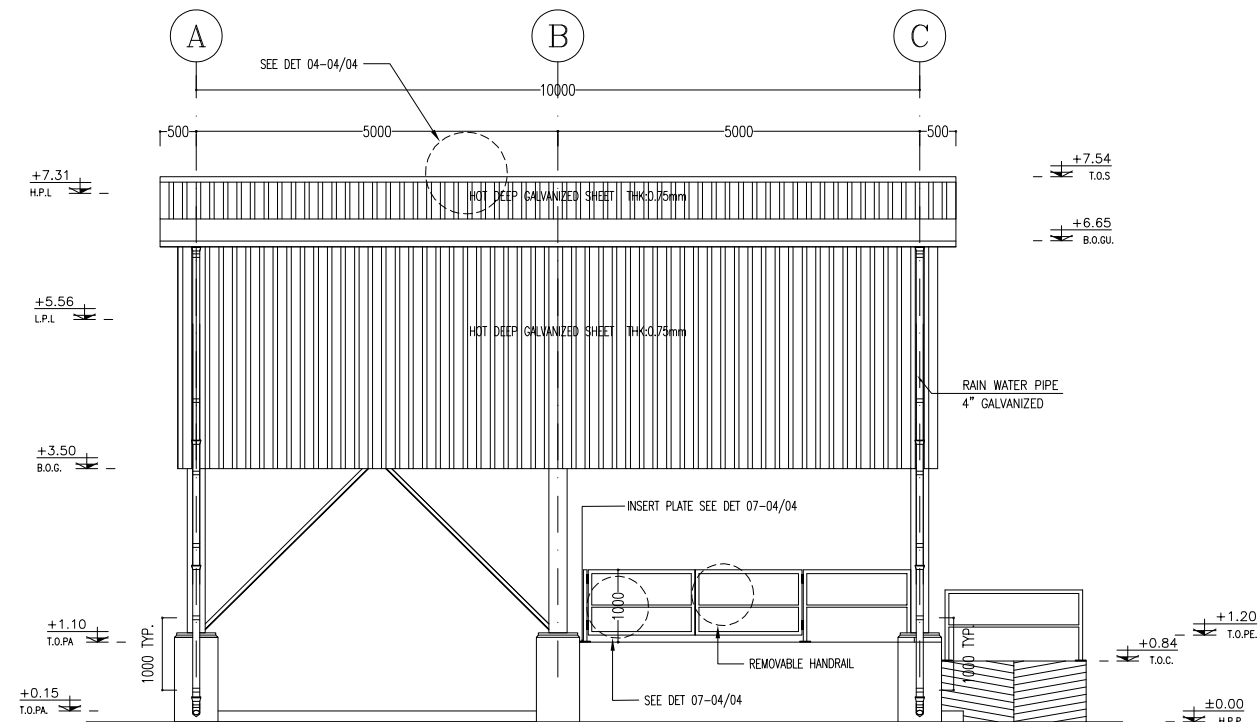 A
B
C
SEE DET 04-04/04
10000
500
5000
5000
500
+7.31
H.P.L
+7.54
T.O.S
HOT DEEP GALVANIZED SHEET THK:0.75mm
+6.65
B.O.GU.
+5.56
L.P.L
HOT DEEP GALVANIZED SHEET THK:0.75mm
RAIN WATER PIPE
4" GALVANIZED
+3.50
B.O.G.
INSERT PLATE SEE DET 07-04/04
1000
+1.10
T.O.PA
1000 TYP.
1000 TYP.
+1.20
T.O.PE.
+0.84
T.O.C.
REMOVABLE HANDRAIL
SEE DET 07-04/04
+0.15
T.O.PA.
±0.00
H.P.P